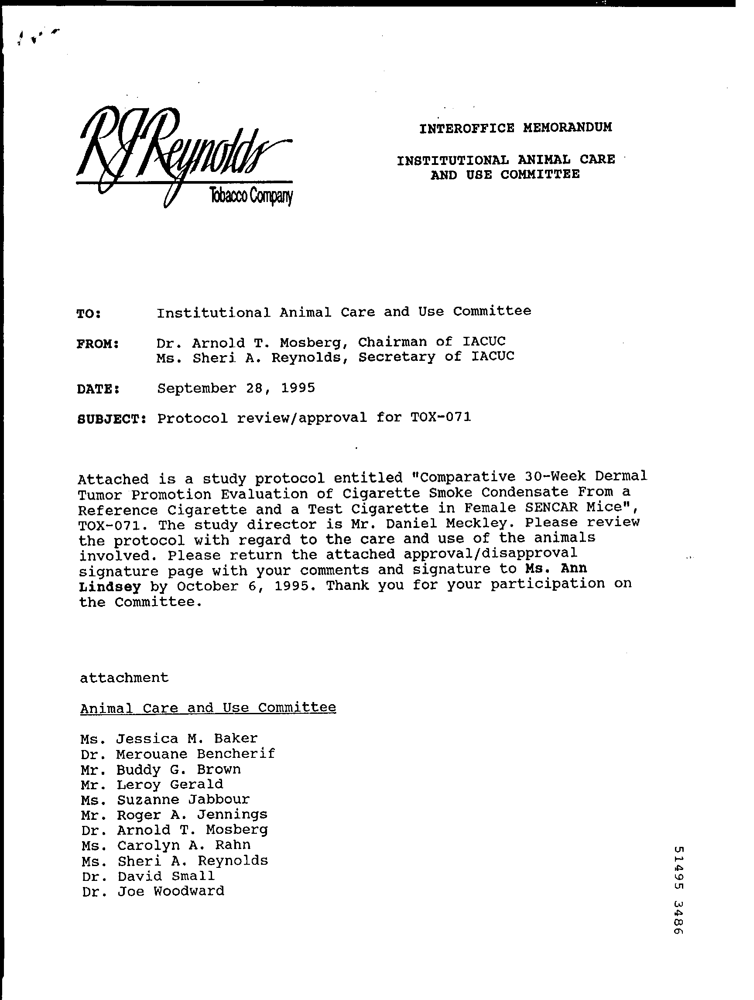 RJReynolds
Tobacco Company
INTEROFFICE MEMORANDUM
INSTITUTIONAL ANIMAL CARE
AND USE COMMITTEE
TO: Institutional Animal Care and Use Committee
FROM: Dr. Arnold T. Mosberg, Chairman of IACUC
Ms. Sheri A. Reynolds, Secretary of IACUC
DATE: September 28, 1995
SUBJECT: Protocol review/approval for TOX-071
Attached is a study protocol entitled "Comparative 30-Week Dermal
Tumor Promotion Evaluation of Cigarette Smoke Condensate From a
Reference Cigarette and a Test Cigarette in Female SENCAR Mice",
TOX-071. The study director is Mr. Daniel Meckley. Please review
the protocol with regard to the care and use of the animals
involved. Please return the attached approval/disapproval
signature page with your comments and signature to Ms. Ann
Lindsey by October 6, 1995. Thank you for your participation on
the Committee.
attachment
Animal Care and Use Committee
Ms. Jessica M. Baker
Dr. Merouane Bencherif
Mr. Buddy G. Brown
Mr. Leroy Gerald
Ms. Suzanne Jabbour
Mr. Roger A. Jennings
Dr. Arnold T. Mosberg
Ms. Carolyn A. Rahn
Ms. Sheri A. Reynolds
Dr. David Small
Dr. Joe Woodward
51495 3486